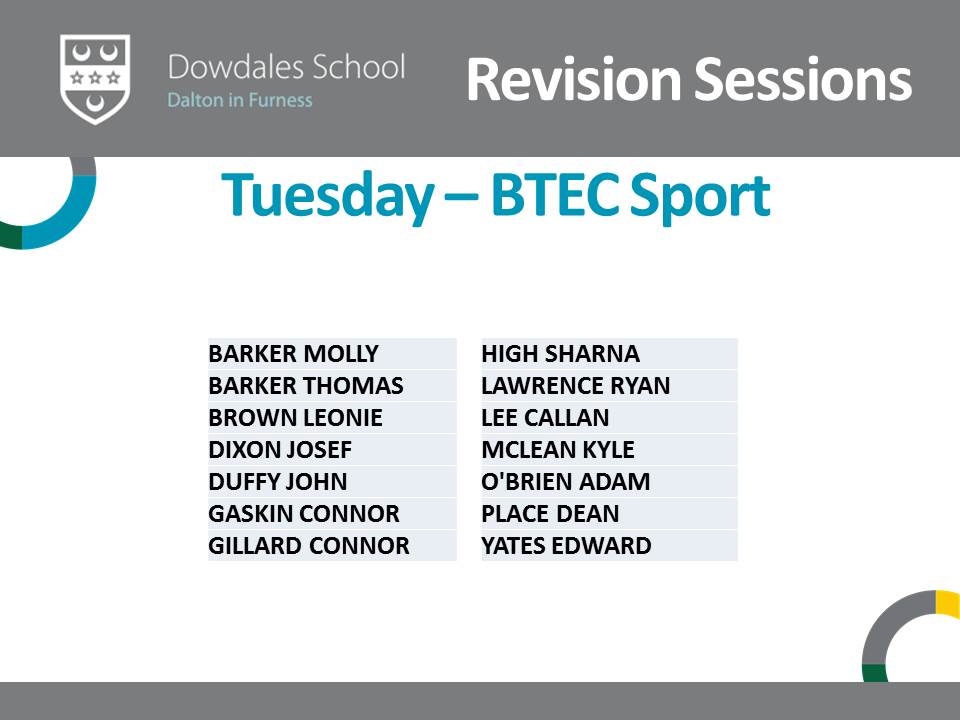 Dowdales School
Dalton in Furness
Revision Sessions
Tuesday – BTEC Sport
BARKER MOLLY
BARKER THOMAS
BROWN LEONIE
DIXON JOSEF
DUFFY JOHN
GASKIN CONNOR
GILLARD CONNOR
HIGH SHARNA
LAWRENCE RYAN
LEE CALLAN
MCLEAN KYLE
O'BRIEN ADAM
PLACE DEAN
YATES EDWARD